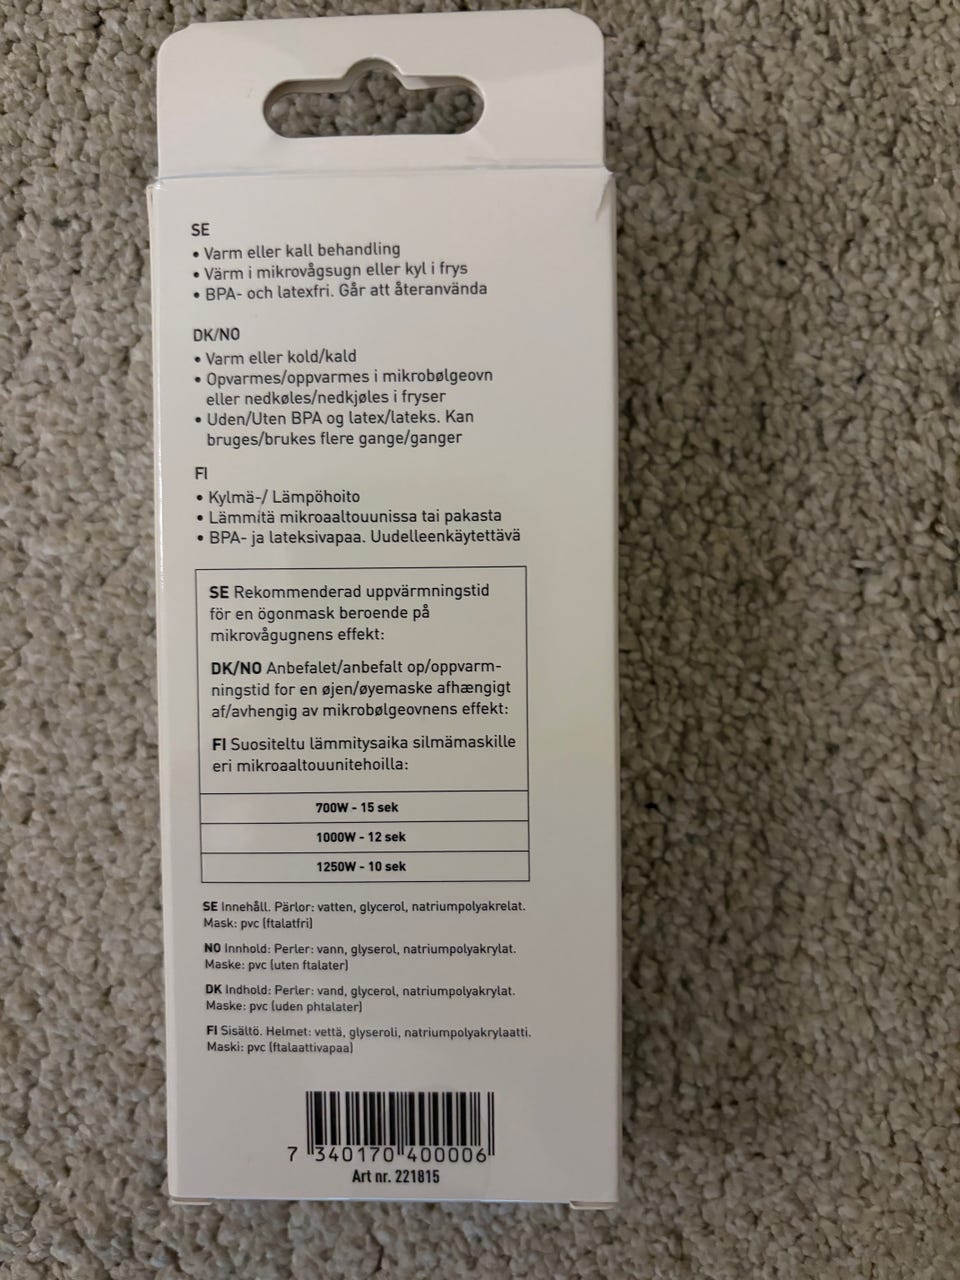 SE
• Varm eller kall behandling
• Värm i mikrovågsugn eller kyl i frys
• BPA- och latexfri. Går att återanvända
DK/NO
• Varm eller kold/kald
• Opvarmes/oppvarmes i mikrobølgeovn
eller nedkøles/nedkjøles i fryser
• Uden/Uten BPA og latex/lateks. Kan
bruges/brukes flere gange/ganger
FI
• Kylmä-/ Lämpöhoito
• Lämmitä mikroaaltouunissa tai pakasta
• BPA- ja lateksivapaa. Uudelleenkäytettävä
SE Rekommenderad uppvärmningstid
för en ögonmask beroende på
mikrovågugnens effekt:
DK/NO Anbefalet/anbefalt op/oppvarm-
ningstid for en øjen/øyemaske afhængigt
af/avhengig av mikrobølgeovnens effekt:
FI Suositeltu lämmitysaika silmämaskille
eri mikroaaltouunitehoilla:
700W - 15 sek
1000W - 12 sek
1250W - 10 sek
SE Innehåll. Pärlor: vatten, glycerol, natriumpolyakrelat.
Mask: pvc (ftalatfri)
NO Innhold: Perler: vann, glyserol, natriumpolyakrylat.
Maske: pvc (uten ftalater)
DK Indhold: Perler: vand, glycerol, natriumpolyakrylat.
Maske: pvc (uden phtalater)
FI Sisältö. Helmet: vettä, glyseroli, natriumpolyakrylaatti.
Maski: pvc (ftalaattivapaa)
7 340170 400006
Art nr. 221815